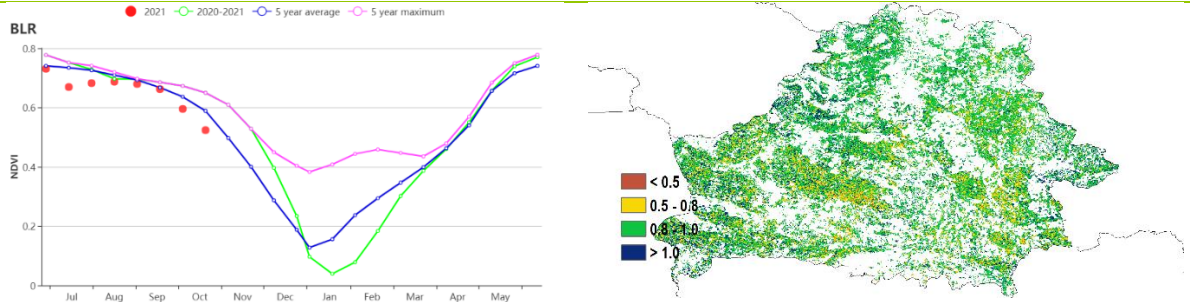 2021 2020-2021 5 year average 5 year maximum
BLR
0.8
0.6
0.4
0.2
0
NDVI
Jul Aug Sep Oct Nov Dec Jan Feb Mar Apr May
< 0.5
0.5 - 0.8
0.8 - 1.0
> 1.0